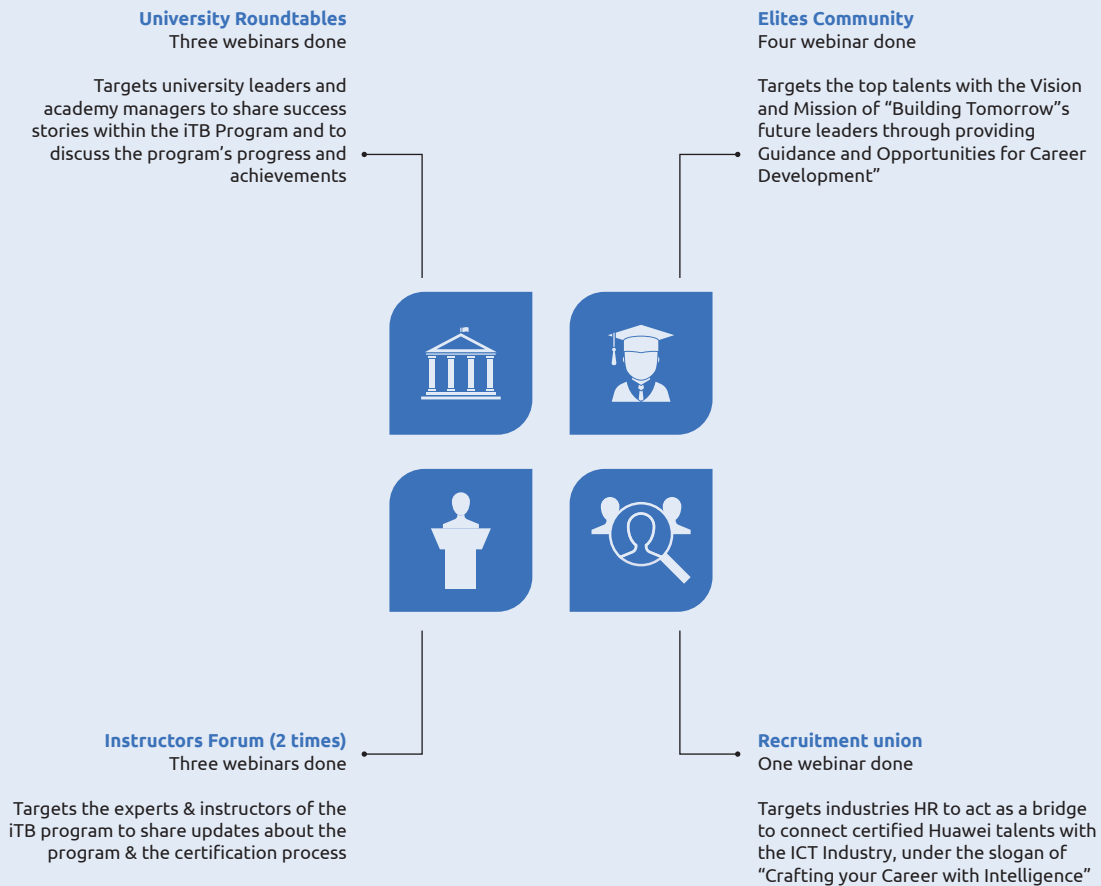 University Roundtables
Three webinars done
Targets university leaders and
academy managers to share success
stories within the iTB Program and to
discuss the program's progress and
achievements
Elites Community
Four webinar done
Targets the top talents with the Vision
and Mission of “Building Tomorrow”s
future leaders through providing
Guidance and Opportunities for Career
Development”
Instructors Forum (2 times)
Three webinars done
Targets the experts & instructors of the
iTB program to share updates about the
program & the certification process
Recruitment union
One webinar done
Targets industries HR to act as a bridge
to connect certified Huawei talents with
the ICT Industry, under the slogan of
“Crafting your Career with Intelligence”